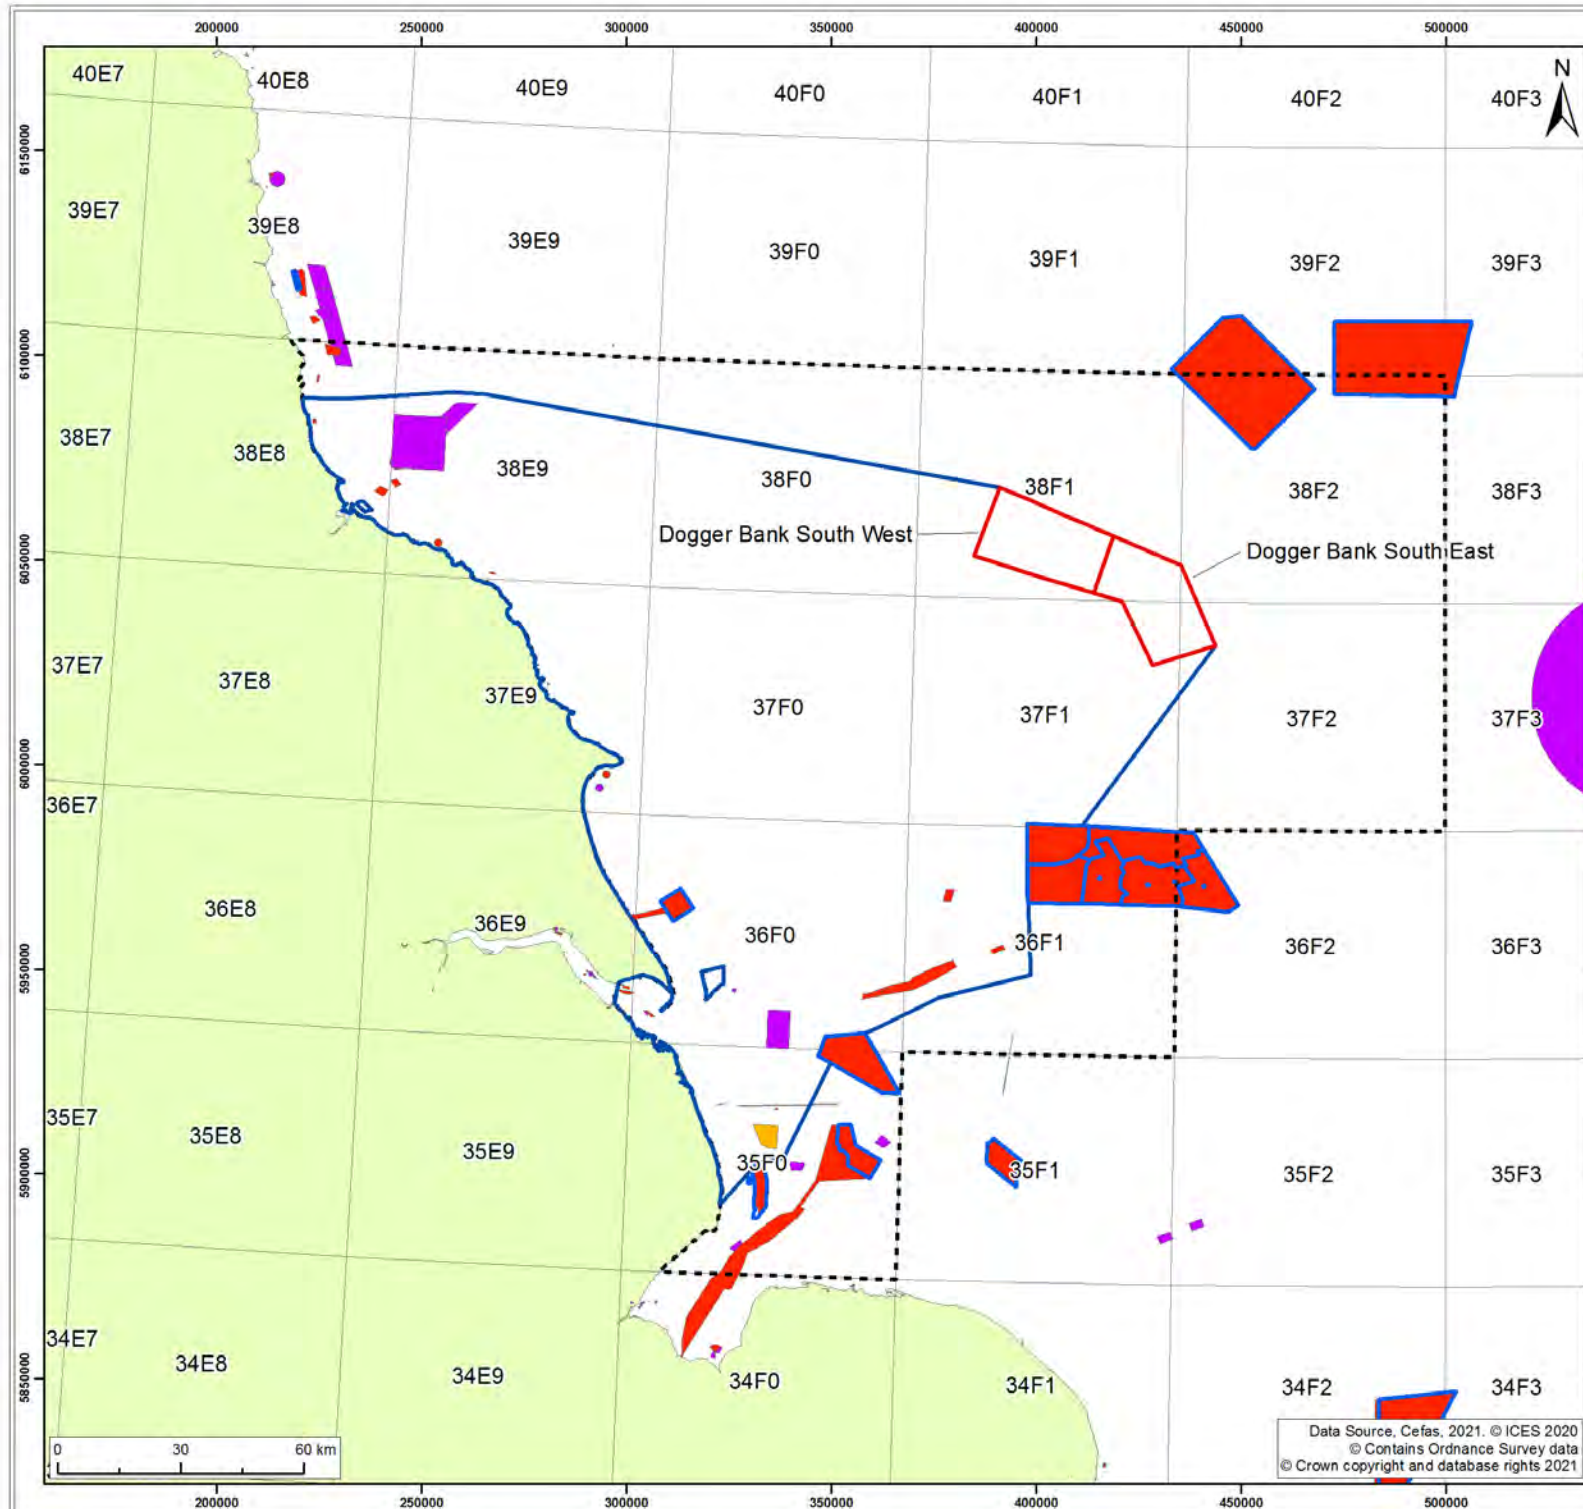 200000 250000 300000 350000 400000 450000 500000
N
40E7 40E8 40E9 40F0 40F1 40F2 40F3
6150000
39E7 39E8 39E9 39F0 39F1 39F2 39F3
6100000
38E7 38E8 38E9 38F0 38F1 38F2 38F3
Dogger Bank South West
Dogger Bank South East
6050000
37E7 37E8 37E9 37F0 37F1 37F2 37F3
6000000
36E7 36E8 36E9 36F0 36F1 36F2 36F3
5950000
35E7 35E8 35E9 35F0 35F1 35F2 35F3
5900000
34E7 34E8 34E9 34F0 34F1 34F2 34F3
5850000
0 30 60 km
Data Source, Cefas, 2021. © ICES 2020
© Contains Ordnance Survey data
© Crown copyright and database rights 2021
200000 250000 300000 350000 400000 450000 500000